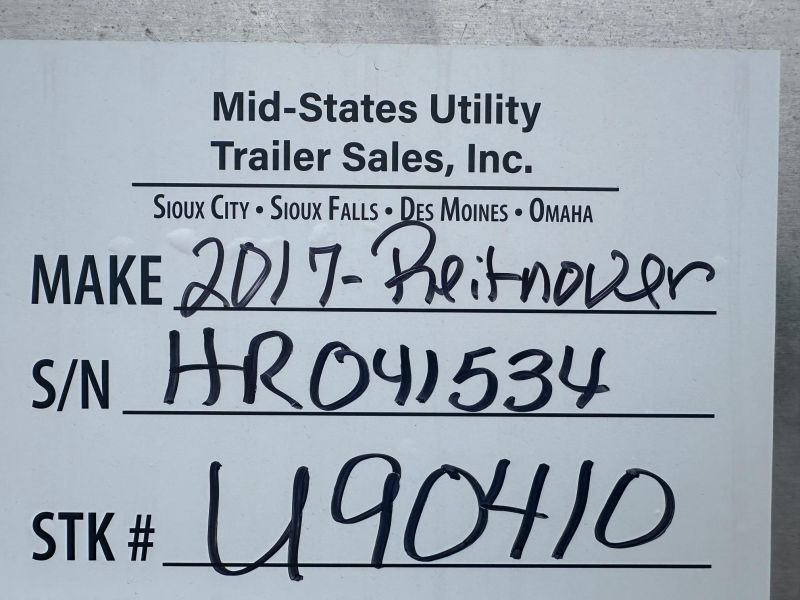 Mid-States Utility
Trailer Sales, Inc.
Sioux City • Sioux Falls • Des Moines • Omaha
MAKE 2017-Reitnouer
S/N HR041534
STK # U90410